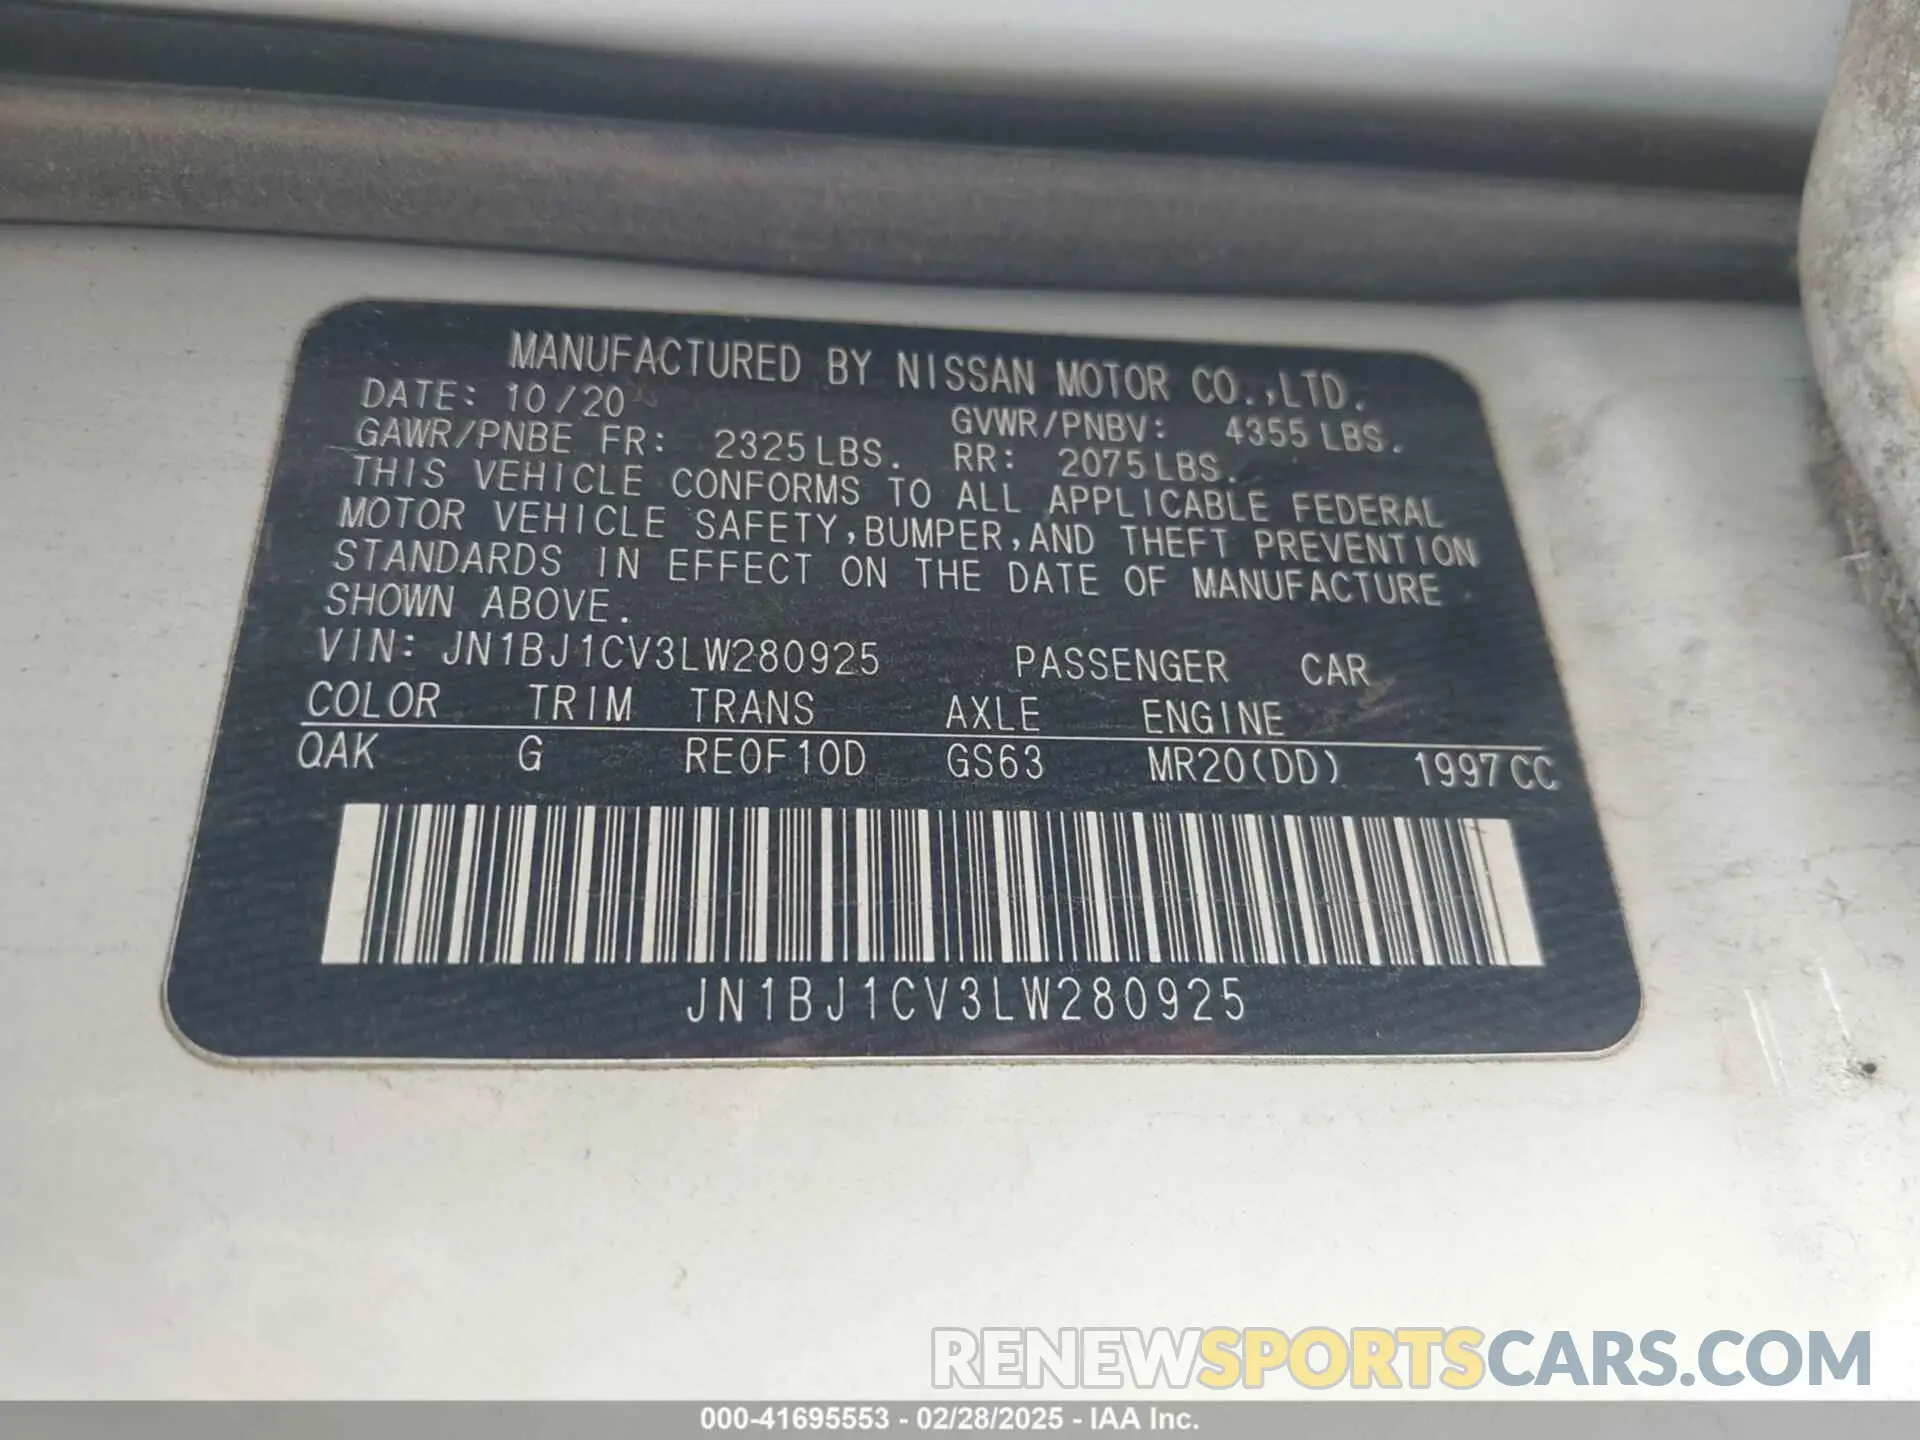 MANUFACTURED BY NISSAN MOTOR CO.,LTD.
DATE: 10/20 GVWR/PNBV: 4355 LBS.
GAWR/PNBE FR: 2325 LBS. RR: 2075 LBS.
THIS VEHICLE CONFORMS TO ALL APPLICABLE FEDERAL
MOTOR VEHICLE SAFETY,BUMPER,AND THEFT PREVENTION
STANDARDS IN EFFECT ON THE DATE OF MANUFACTURE
SHOWN ABOVE.
VIN: JN1BJ1CV3LW280925 PASSENGER CAR
COLOR TRIM TRANS AXLE ENGINE
QAK G RE0F10D GS63 MR20(DD) 1997CC
JN1BJ1CV3LW280925
RENEWSPORTSCARS.COM
000-41695553 - 02/28/2025 - IAA Inc.